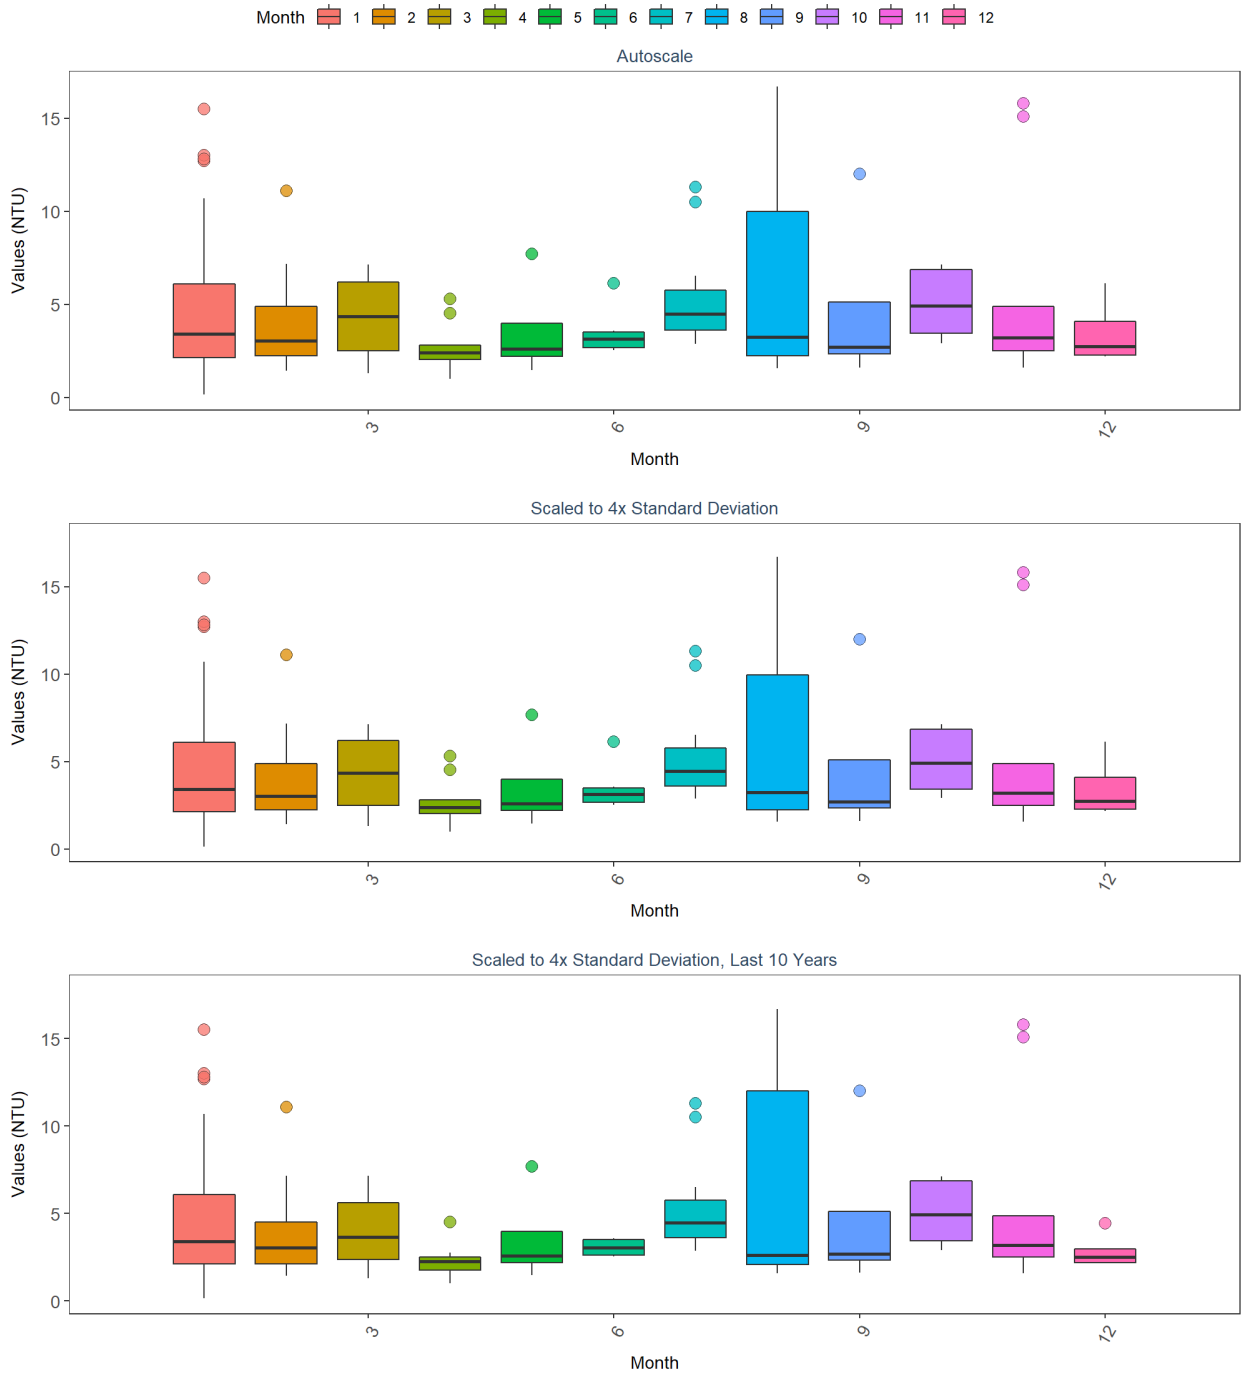 Month 1 2 3 4 5 6 7 8 9 10 11 12
Autoscale
Values (NTU)
15
10
5
0
3 6 9 12
Month
Scaled to 4x Standard Deviation
Values (NTU)
15
10
5
0
3 6 9 12
Month
Scaled to 4x Standard Deviation, Last 10 Years
Values (NTU)
15
10
5
0
3 6 9 12
Month